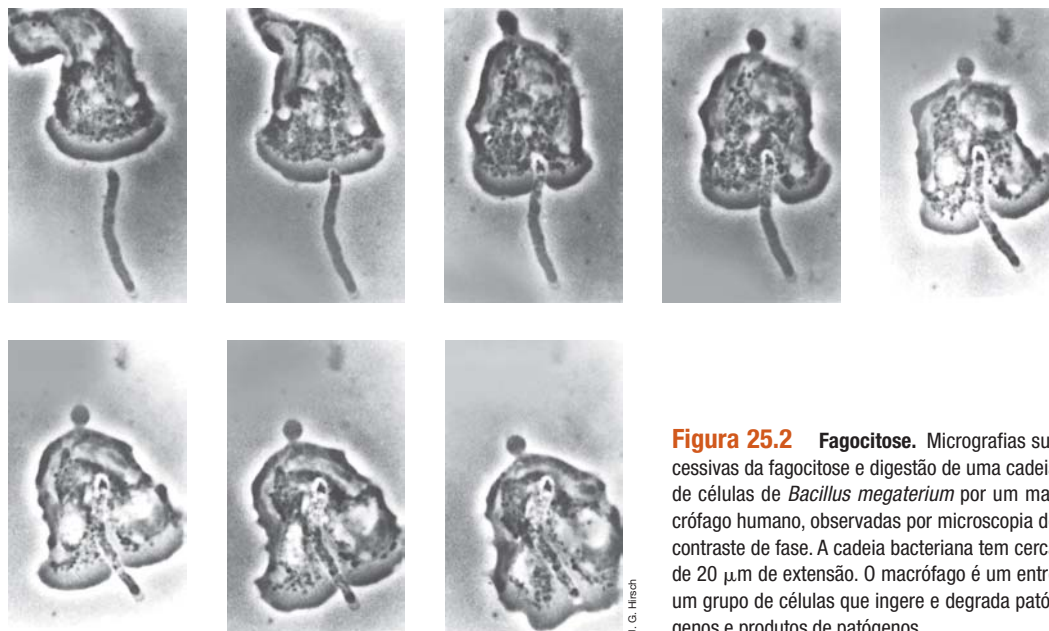 J. G. Hirsch
Figura 25.2 Fagocitose. Micrografias su
cessivas da fagocitose e digestão de uma cadei
de células de Bacillus megaterium por um ma
crófago humano, observadas por microscopia d
contraste de fase. A cadeia bacteriana tem cerc
de 20 μm de extensão. O macrófago é um entr
um grupo de células que ingere e degrada pató
genos e produtos de patógenos.